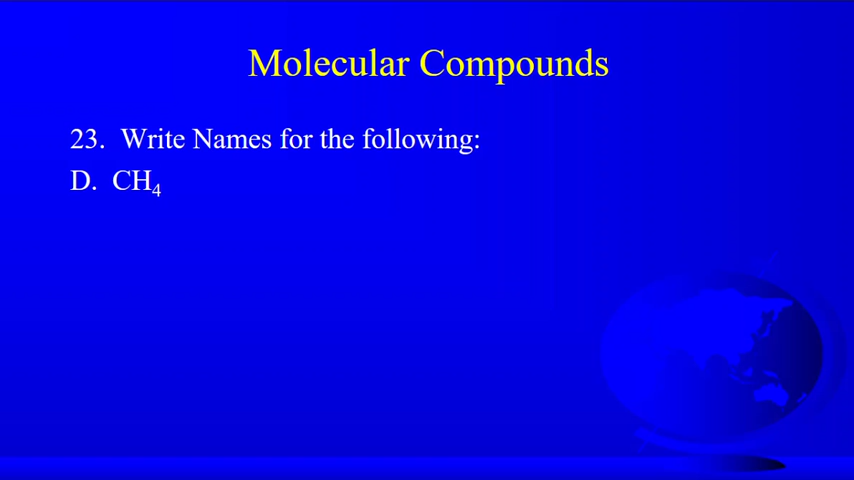 Molecular Compounds
23. Write Names for the following:
D. CH₄